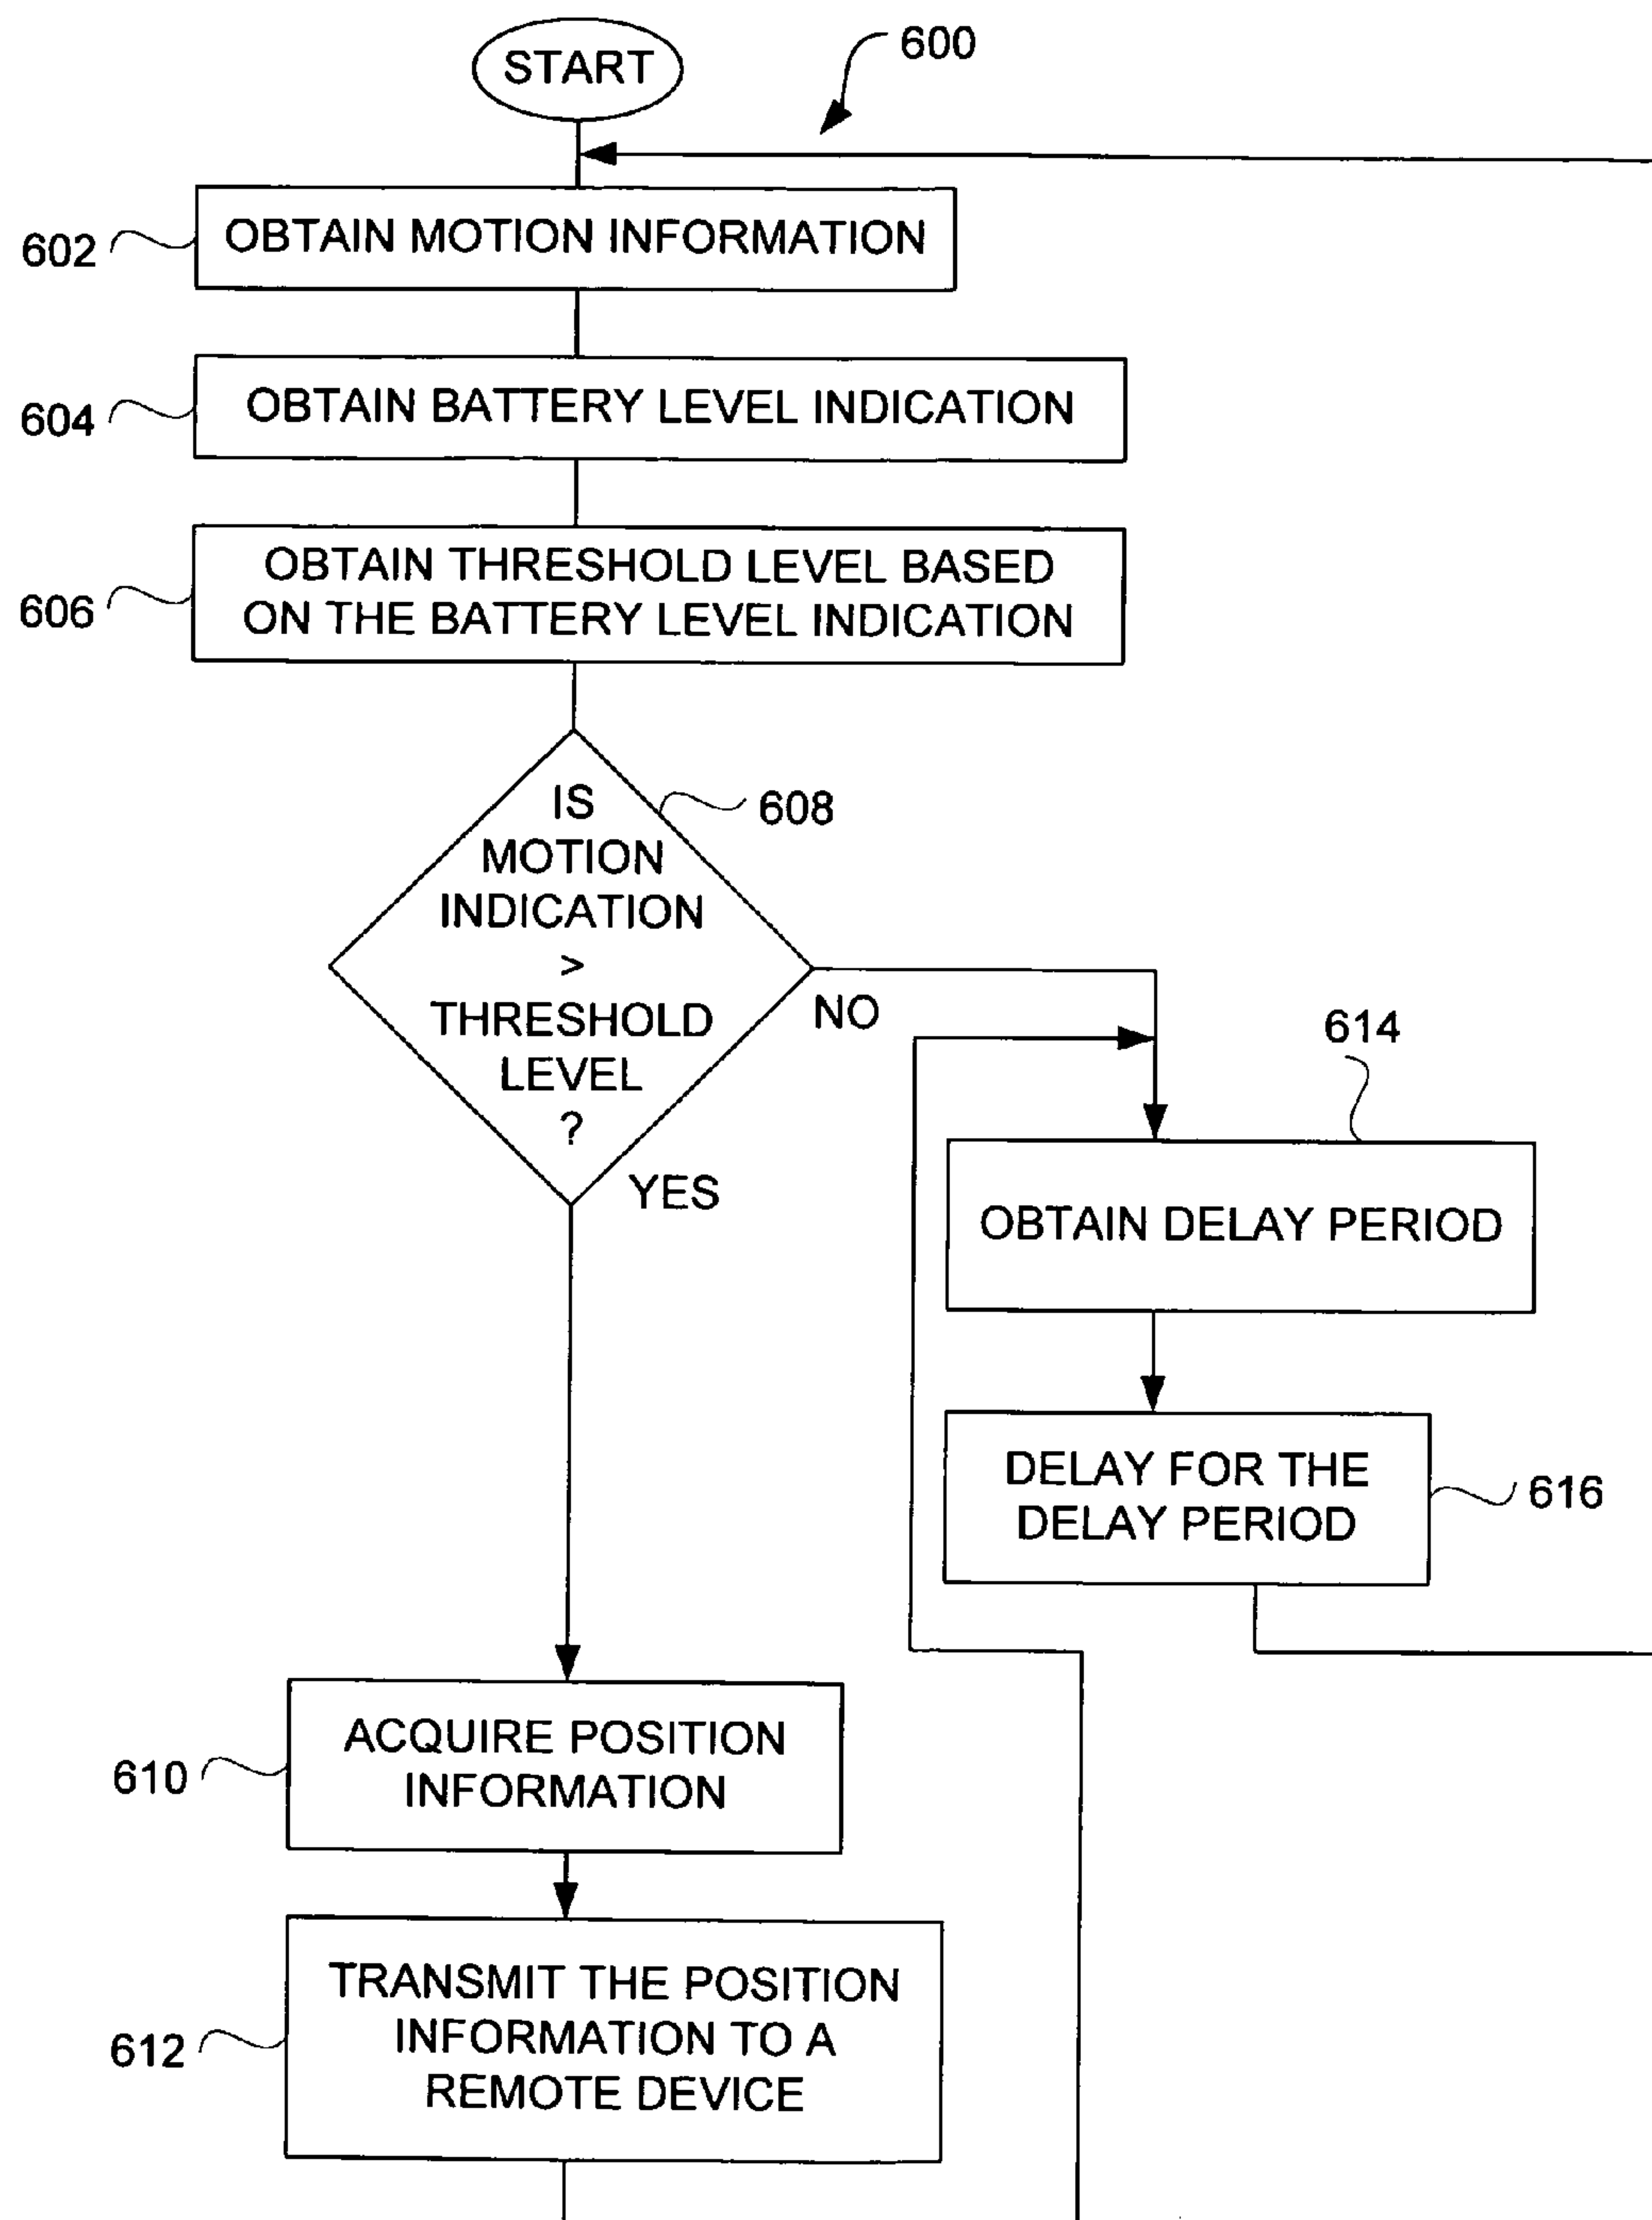 START
600
602
OBTAIN MOTION INFORMATION
604
OBTAIN BATTERY LEVEL INDICATION
606
OBTAIN THRESHOLD LEVEL BASED
ON THE BATTERY LEVEL INDICATION
608
IS
MOTION
INDICATION
>
THRESHOLD
LEVEL
?
NO
YES
614
OBTAIN DELAY PERIOD
DELAY FOR THE
DELAY PERIOD
616
610
ACQUIRE POSITION
INFORMATION
612
TRANSMIT THE POSITION
INFORMATION TO A
REMOTE DEVICE